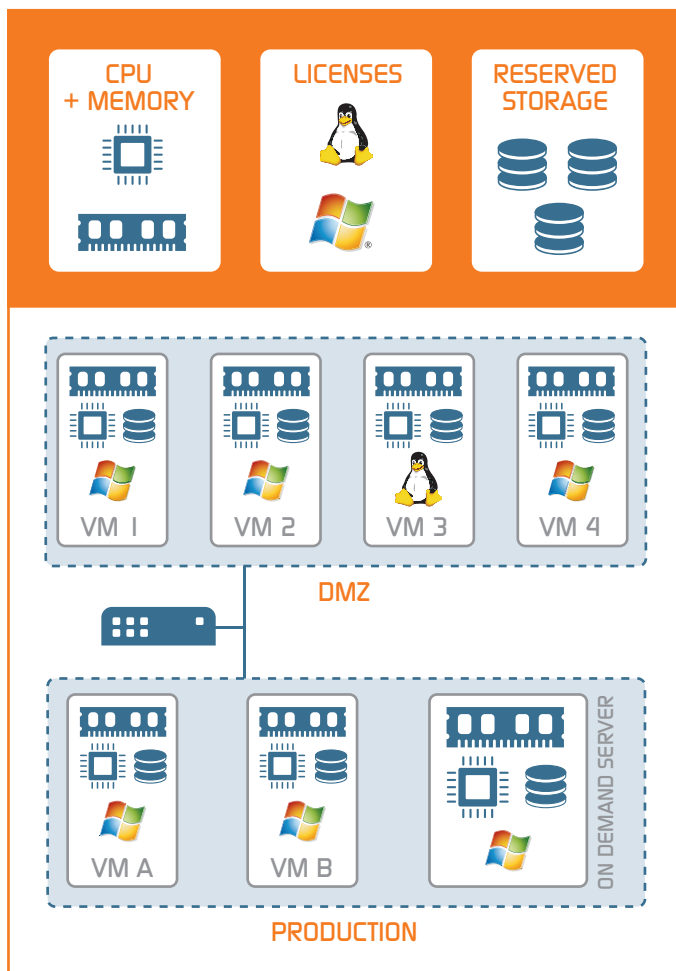 CPU
+ MEMORY
LICENSES
RESERVED
STORAGE
®
VM 1
VM 2
VM 3
VM 4
DMZ
VM A
VM B
ON DEMAND SERVER
PRODUCTION